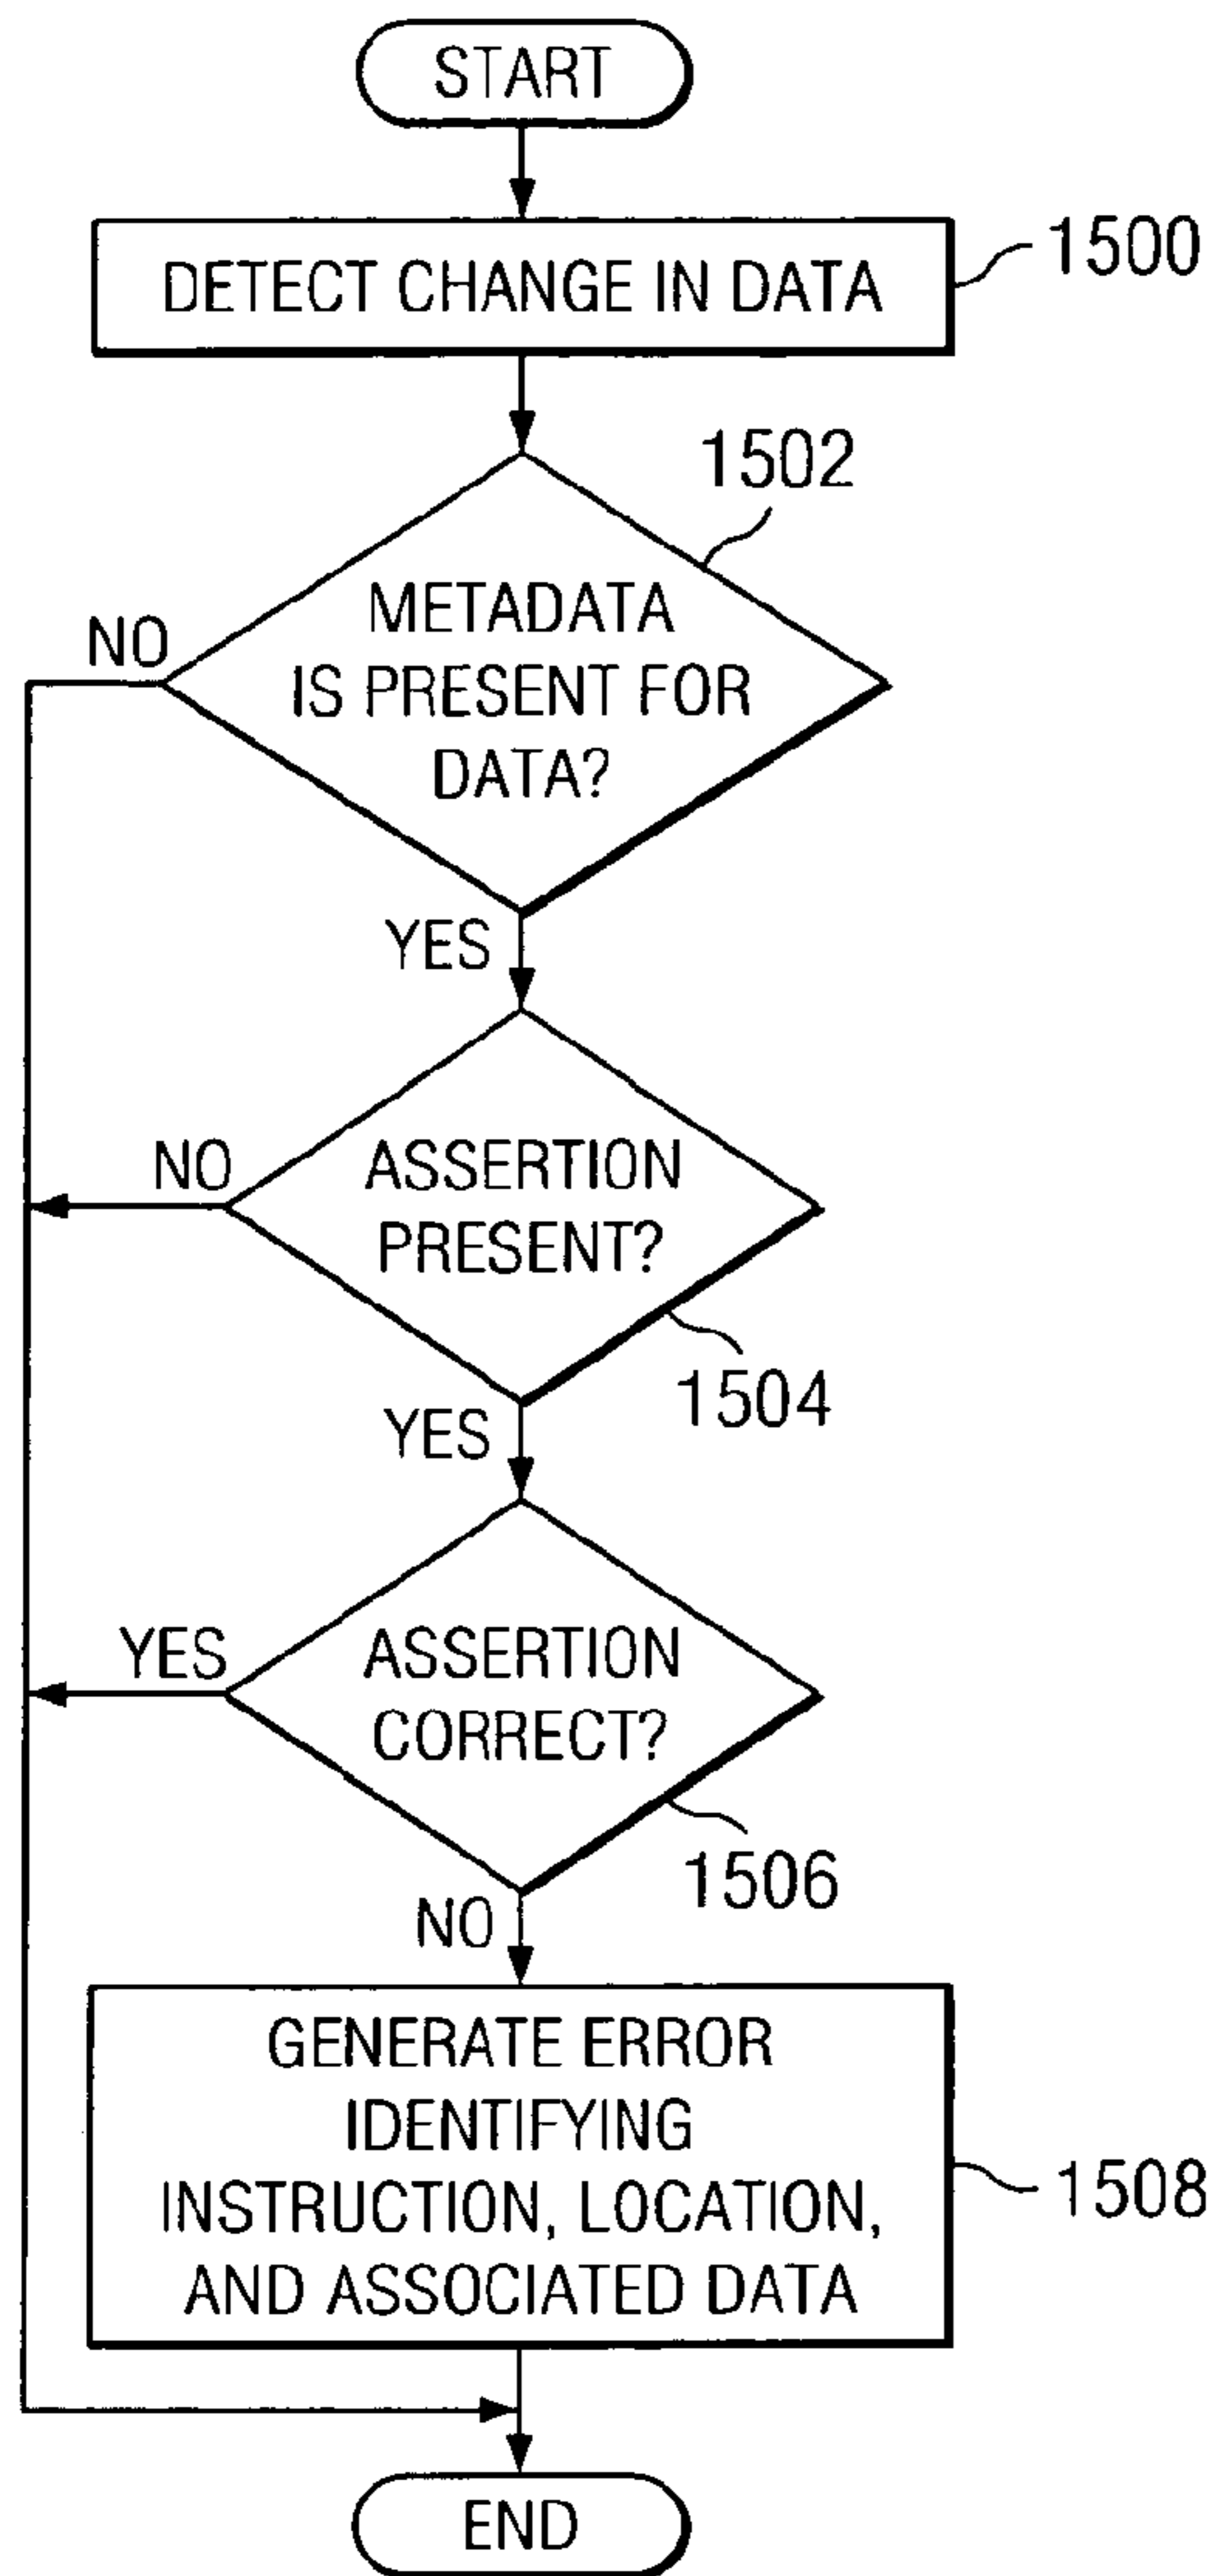 START
DETECT CHANGE IN DATA
1500
1502
METADATA
IS PRESENT FOR
DATA?
NO
YES
ASSERTION
PRESENT?
NO
1504
YES
ASSERTION
CORRECT?
YES
1506
NO
GENERATE ERROR
IDENTIFYING
INSTRUCTION, LOCATION,
AND ASSOCIATED DATA
1508
END